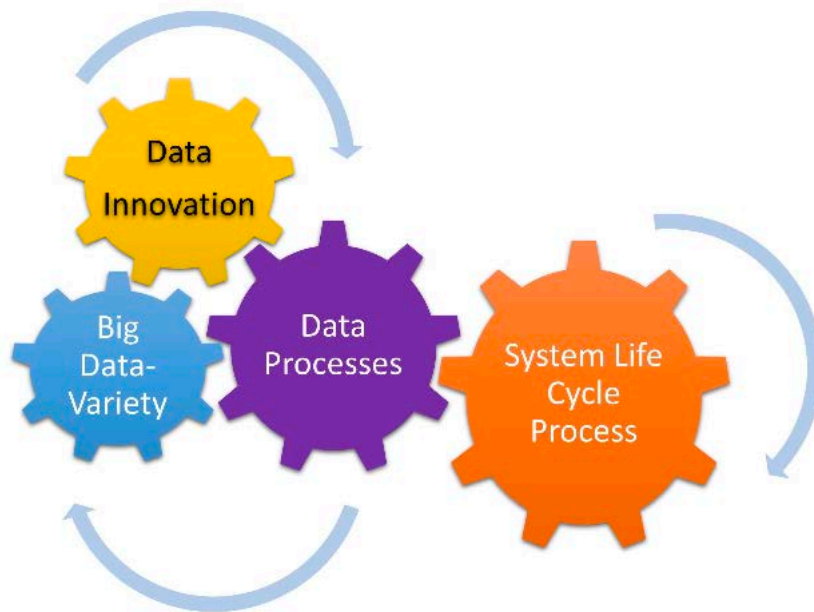 Data
Innovation
Big
Data-
Variety
Data
Processes
System Life
Cycle
Process